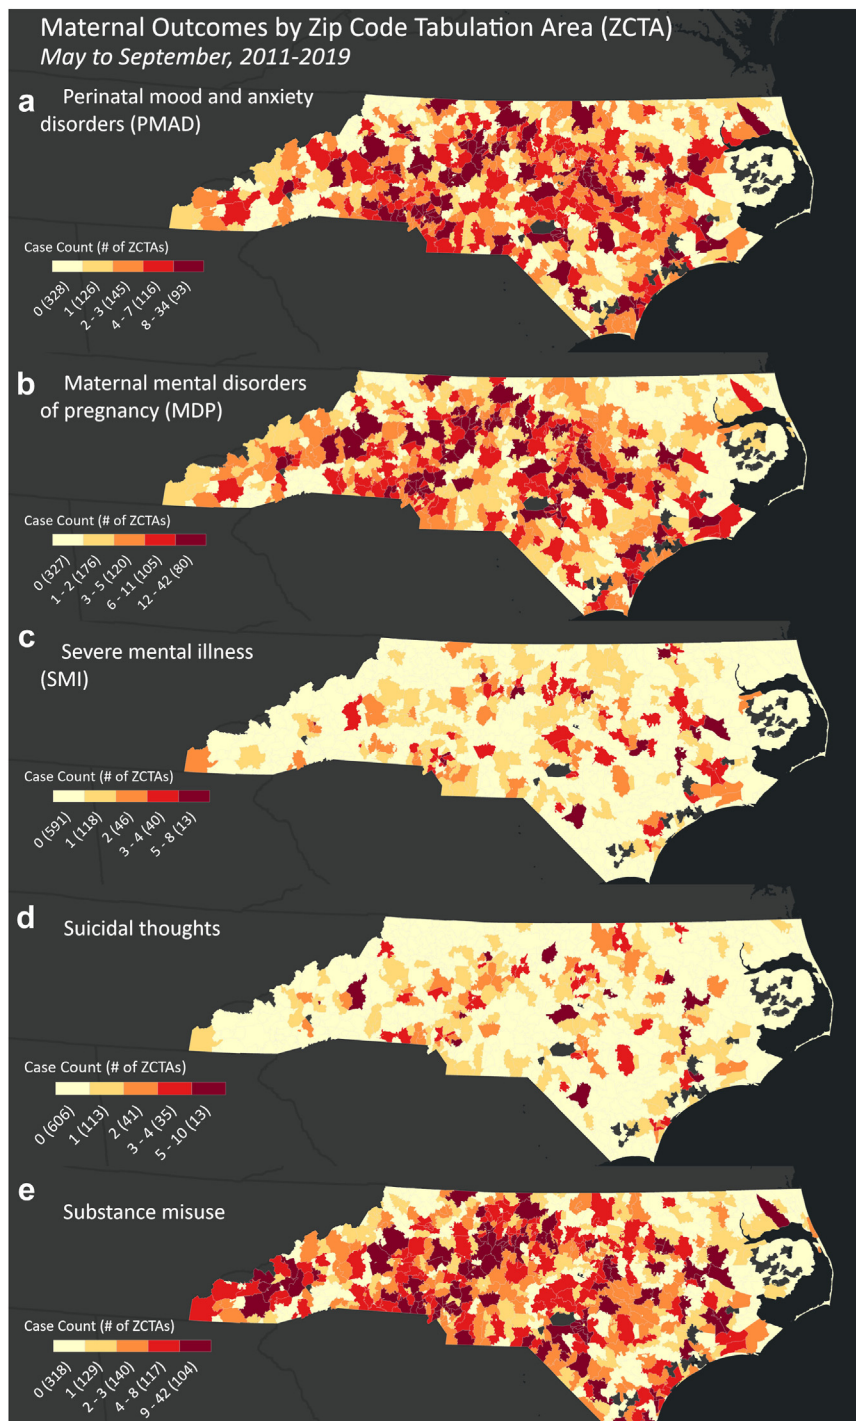 Maternal Outcomes by Zip Code Tabulation Area (ZCTA)
May to September, 2011-2019
a Perinatal mood and anxiety
disorders (PMAD)
Case Count (# of ZCTAs)
0 (328)
1 (126)
2 - 3 (145)
4 - 7 (116)
8 - 34 (93)
b Maternal mental disorders
of pregnancy (MDP)
Case Count (# of ZCTAs)
0 (327)
1 - 2 (176)
3 - 5 (120)
6 - 11 (105)
12 - 42 (80)
c Severe mental illness
(SMI)
Case Count (# of ZCTAs)
0 (591)
1 (118)
2 (46)
3 - 4 (40)
5 - 8 (13)
d Suicidal thoughts
Case Count (# of ZCTAs)
0 (606)
1 (113)
2 (41)
3 - 4 (35)
5 - 10 (13)
e Substance misuse
Case Count (# of ZCTAs)
0 (318)
1 (129)
2 - 3 (140)
4 - 8 (117)
9 - 42 (104)